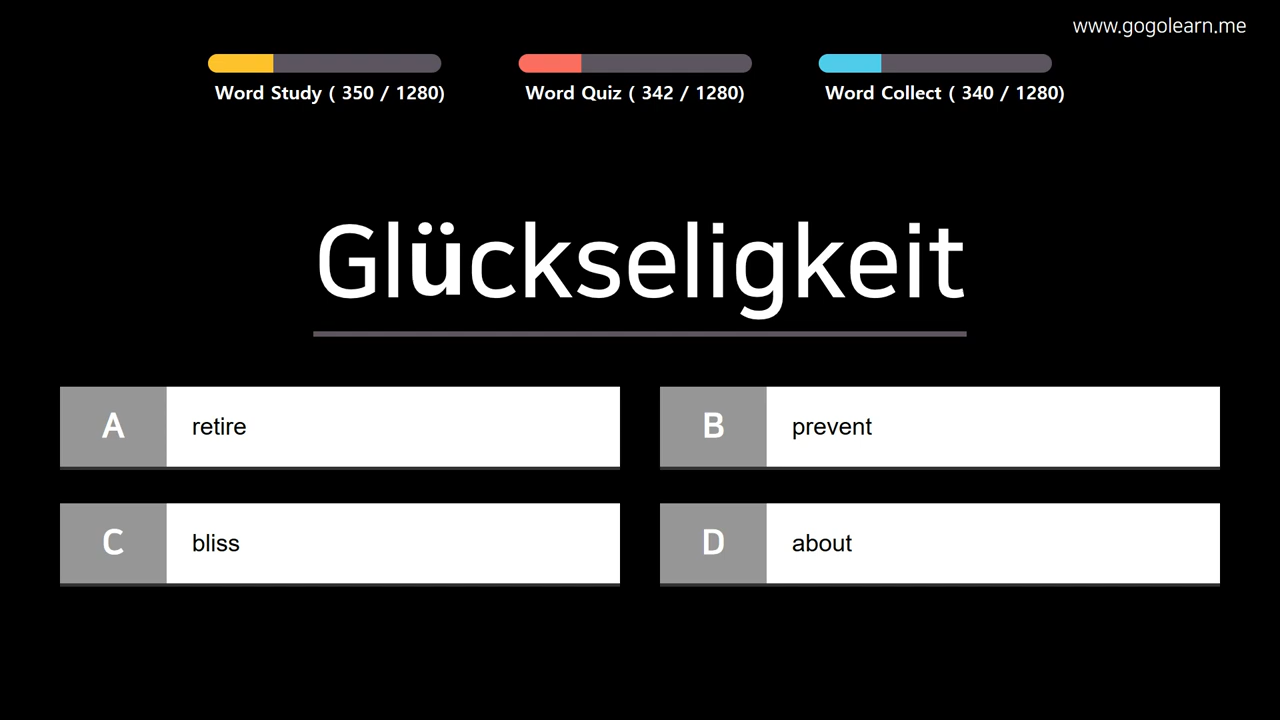 www.gogolearn.me
Word Study ( 350 / 1280)
Word Quiz ( 342 / 1280)
Word Collect ( 340 / 1280)
Glückseligkeit
A retire
B prevent
C bliss
D about